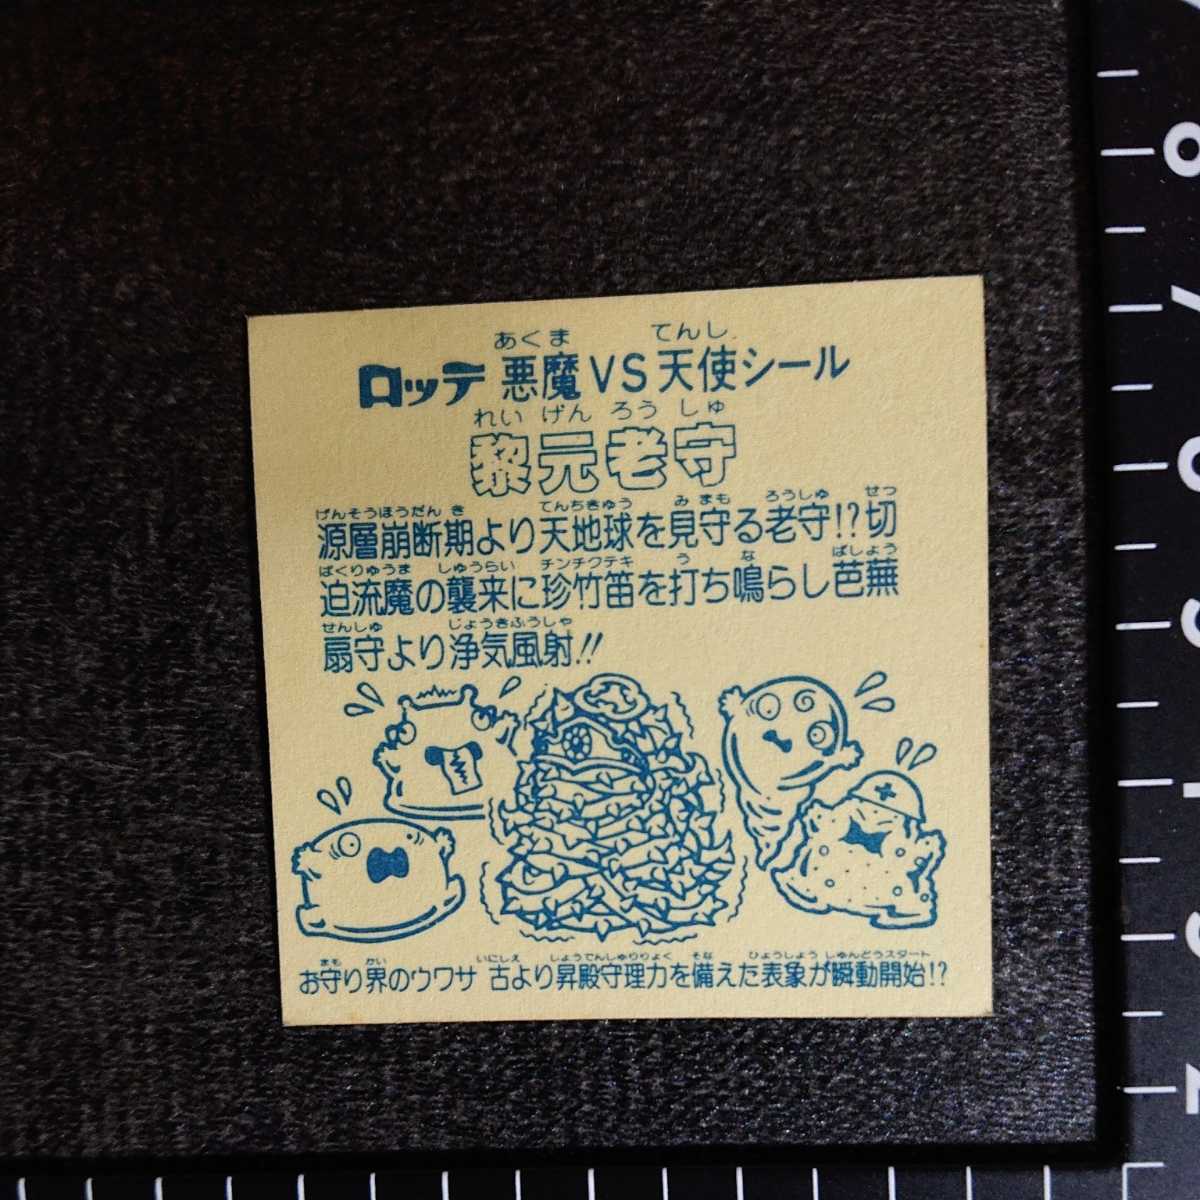 あくま てんし
ロッテ 悪魔VS天使シール
れいげんろうしゅ
黎元老守
げんそうほうだんき てんちきゅう みまも ろうしゅ せつ
源層崩断期より天地球を見守る老守!?切
ばくりゅうま しゅうらい チンチクテキ う な ばしょう
迫流魔の襲来に珍竹笛を打ち鳴らし芭蕪
せんしゅ じょうきふうしゃ
扇守より浄気風射!!
まも かい いにしえ しょうでんしゅりりょく そな ひょうしょう しゅんどうスタート
お守り界のウワサ 古より昇殿守理力を備えた表象が瞬動開始!?
8
7
6
5
4
3
2